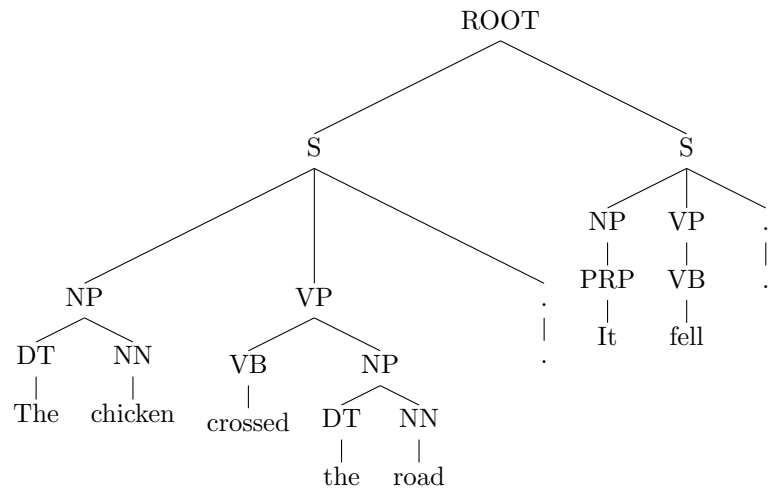 ROOT
S S
NP VP .
NP VP . PRP VB .
DT NN VB NP . It fell
The chicken crossed DT NN
the road